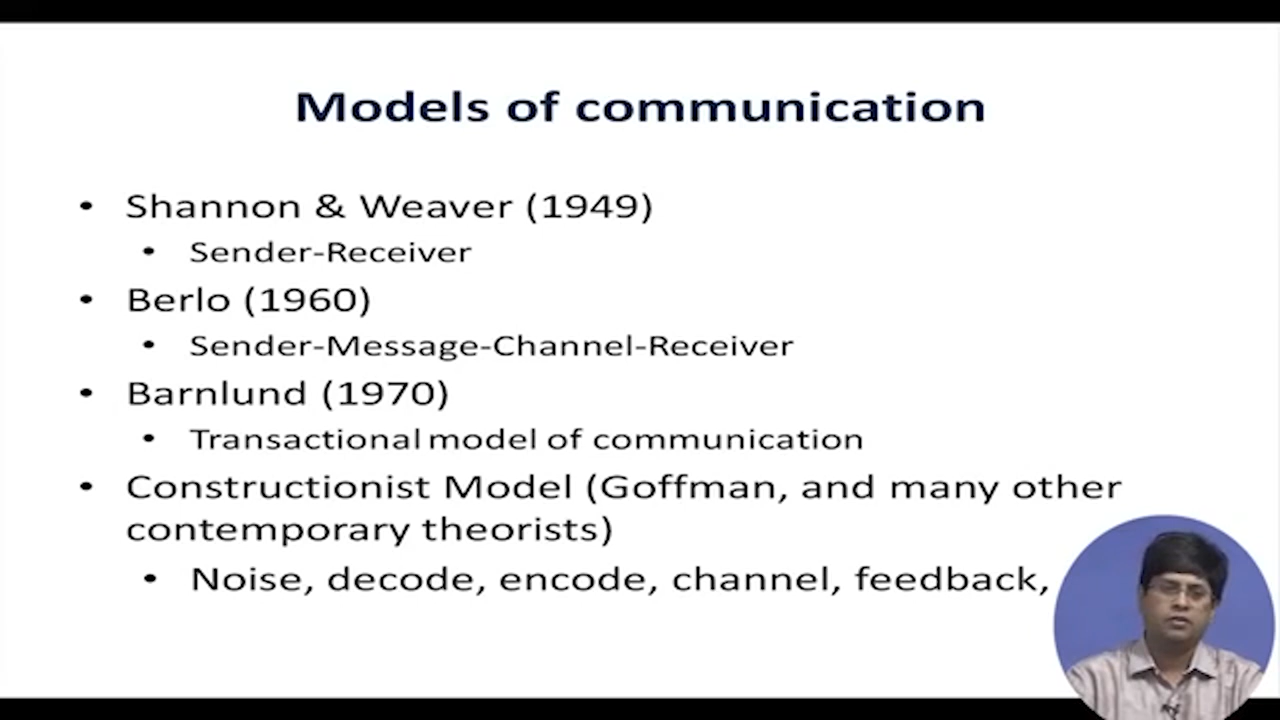 Models of communication
• Shannon & Weaver (1949)
• Sender-Receiver
• Berlo (1960)
• Sender-Message-Channel-Receiver
• Barnlund (1970)
• Transactional model of communication
• Constructionist Model (Goffman, and many other
contemporary theorists)
• Noise, decode, encode, channel, feedback,